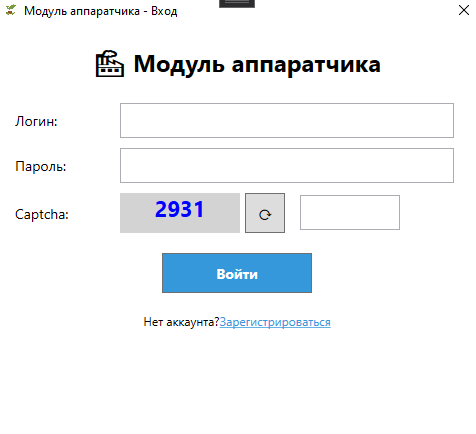 Модуль аппаратчика - Вход
Модуль аппаратчика
Логин:
Пароль:
Captcha: 2931
Войти
Нет аккаунта?Зарегистрироваться